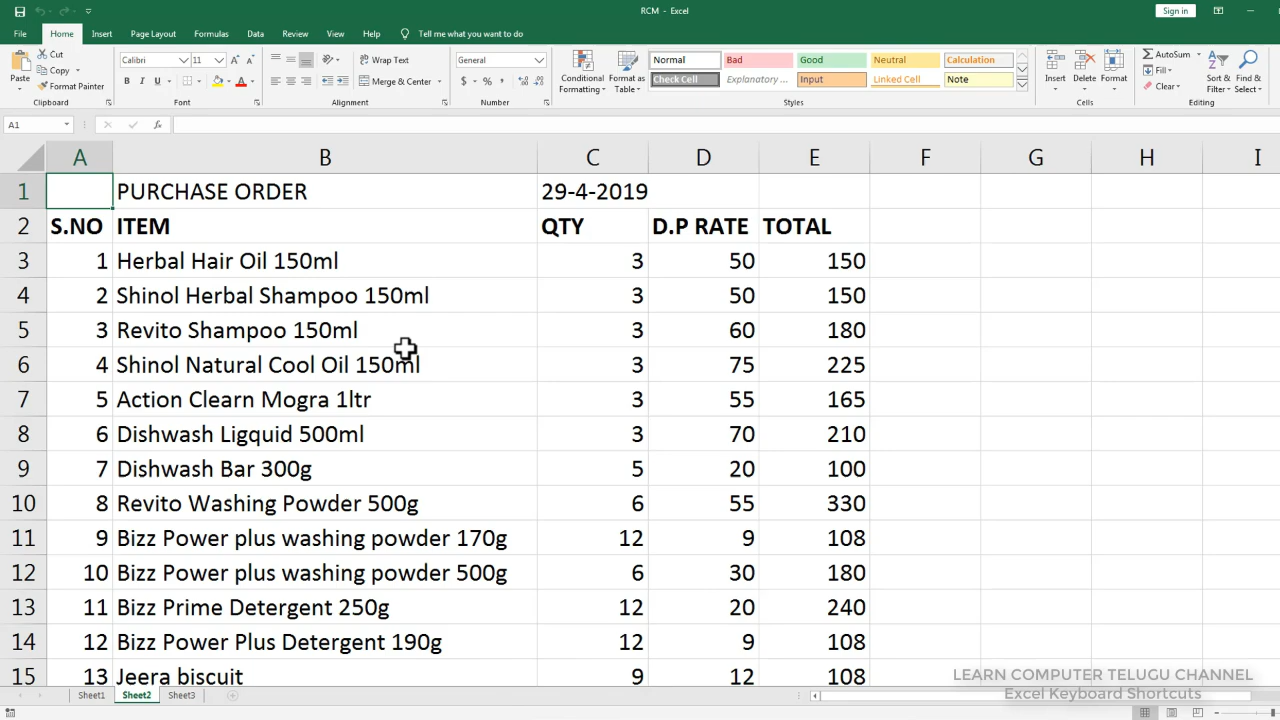 RCM - Excel
Sign in
File Home Insert Page Layout Formulas Data Review View Help Tell me what you want to do
Paste
Cut
Copy
Format Painter
Clipboard
Calibri 11
B I U
Font
Wrap Text
Merge & Center
Alignment
General
$ % ,
Number
Conditional Formatting
Format as Table
Normal Bad Good Neutral Calculation
Check Cell Explanatory ... Input Linked Cell Note
Styles
Insert Delete Format
Cells
AutoSum
Fill
Clear
Sort & Filter
Find & Select
Editing
A1
fx
A B C D E F G H I
1 PURCHASE ORDER 29-4-2019
2 S.NO ITEM QTY D.P RATE TOTAL
3 1 Herbal Hair Oil 150ml 3 50 150
4 2 Shinol Herbal Shampoo 150ml 3 50 150
5 3 Revito Shampoo 150ml 3 60 180
6 4 Shinol Natural Cool Oil 150ml 3 75 225
7 5 Action Clearn Mogra 1ltr 3 55 165
8 6 Dishwash Ligquid 500ml 3 70 210
9 7 Dishwash Bar 300g 5 20 100
10 8 Revito Washing Powder 500g 6 55 330
11 9 Bizz Power plus washing powder 170g 12 9 108
12 10 Bizz Power plus washing powder 500g 6 30 180
13 11 Bizz Prime Detergent 250g 12 20 240
14 12 Bizz Power Plus Detergent 190g 12 9 108
15 13 Jeera biscuit 9 12 108
LEARN COMPUTER TELUGU CHANNEL
Excel Keyboard Shortcuts
Sheet1 Sheet2 Sheet3